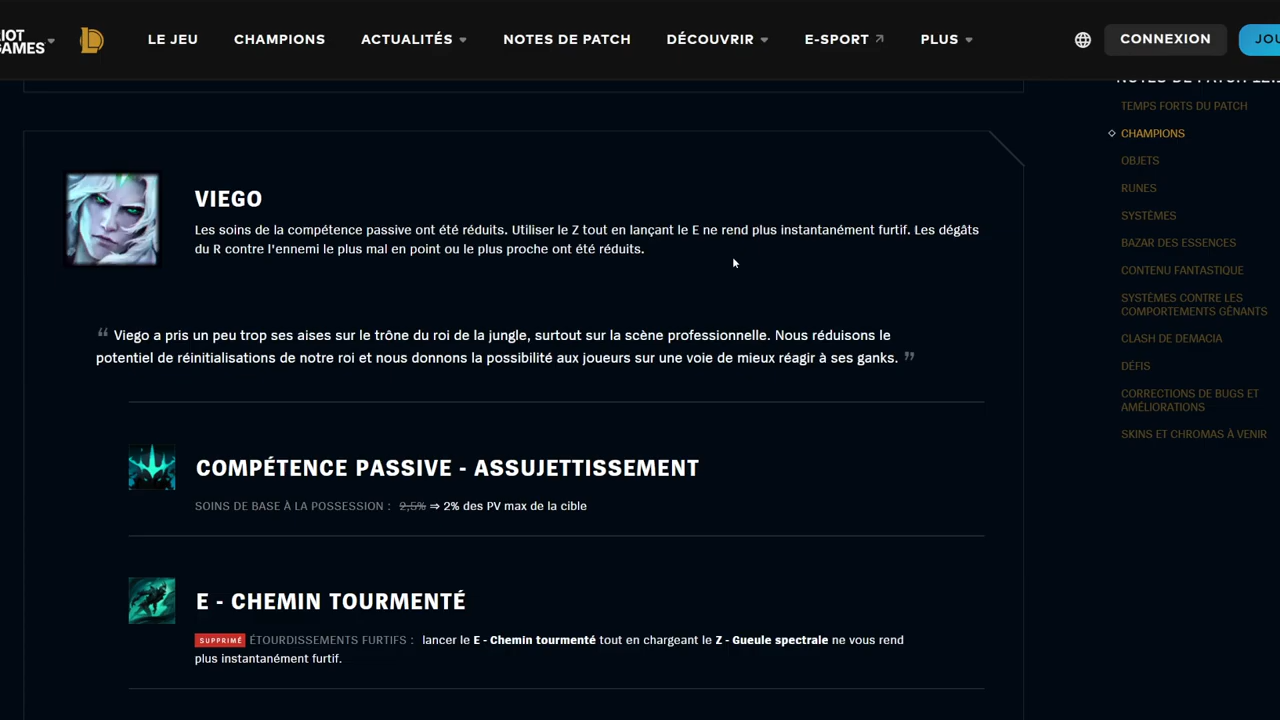 RIOT
GAMES
LE JEU
CHAMPIONS
ACTUALITÉS
NOTES DE PATCH
DÉCOUVRIR
E-SPORT
PLUS
CONNEXION
JOU
VIEGO
Les soins de la compétence passive ont été réduits. Utiliser le Z tout en lançant le E ne rend plus instantanément furtif. Les dégâts
du R contre l'ennemi le plus mal en point ou le plus proche ont été réduits.
“ Viego a pris un peu trop ses aises sur le trône du roi de la jungle, surtout sur la scène professionnelle. Nous réduisons le
potentiel de réinitialisations de notre roi et nous donnons la possibilité aux joueurs sur une voie de mieux réagir à ses ganks. ”
COMPÉTENCE PASSIVE - ASSUJETTISSEMENT
SOINS DE BASE À LA POSSESSION : 2,5% ⇒ 2% des PV max de la cible
E - CHEMIN TOURMENTÉ
SUPPRIMÉ ÉTOURDISSEMENTS FURTIFS : lancer le E - Chemin tourmenté tout en chargeant le Z - Gueule spectrale ne vous rend
plus instantanément furtif.
NOTES DE PATCH
TEMPS FORTS DU PATCH
CHAMPIONS
OBJETS
RUNES
SYSTÈMES
BAZAR DES ESSENCES
CONTENU FANTASTIQUE
SYSTÈMES CONTRE LES
COMPORTEMENTS GÊNANTS
CLASH DE DEMACIA
DÉFIS
CORRECTIONS DE BUGS ET
AMÉLIORATIONS
SKINS ET CHROMAS À VENIR